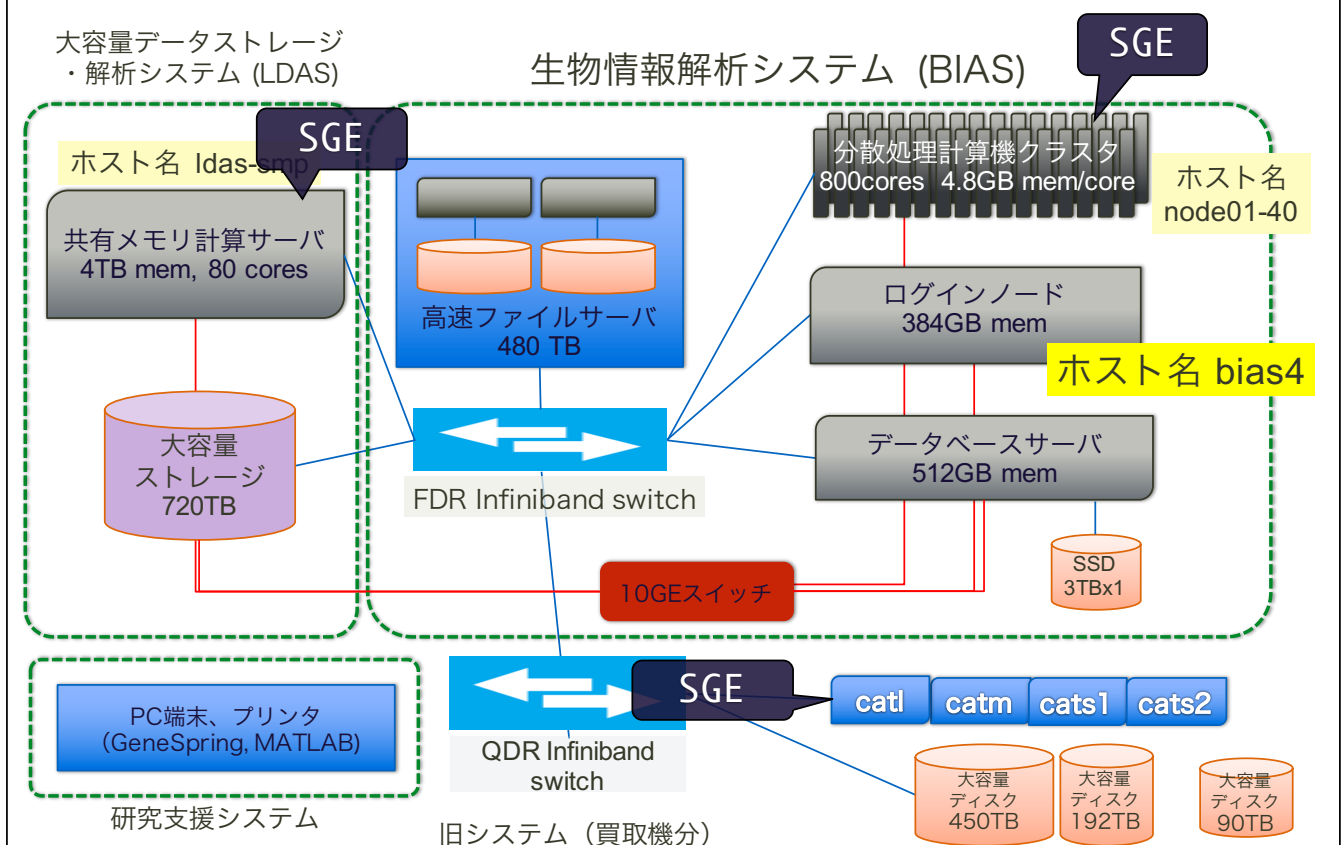 大容量データストレージ
・解析システム (LDAS)
生物情報解析システム (BIAS)
SGE
SGE
ホスト名 ldas-smp
共有メモリ計算サーバ
4TB mem, 80 cores
大容量
ストレージ
720TB
高速ファイルサーバ
480 TB
FDR Infiniband switch
分散処理計算機クラスタ
800cores 4.8GB mem/core
ホスト名
node01-40
ログインノード
384GB mem
ホスト名 bias4
データベースサーバ
512GB mem
SSD
3TBx1
10GEスイッチ
PC端末、プリンタ
（GeneSpring, MATLAB)
研究支援システム
SGE
QDR Infiniband
switch
旧システム（買取機分）
catl
catm
cats1
cats2
大容量
ディスク
450TB
大容量
ディスク
192TB
大容量
ディスク
90TB